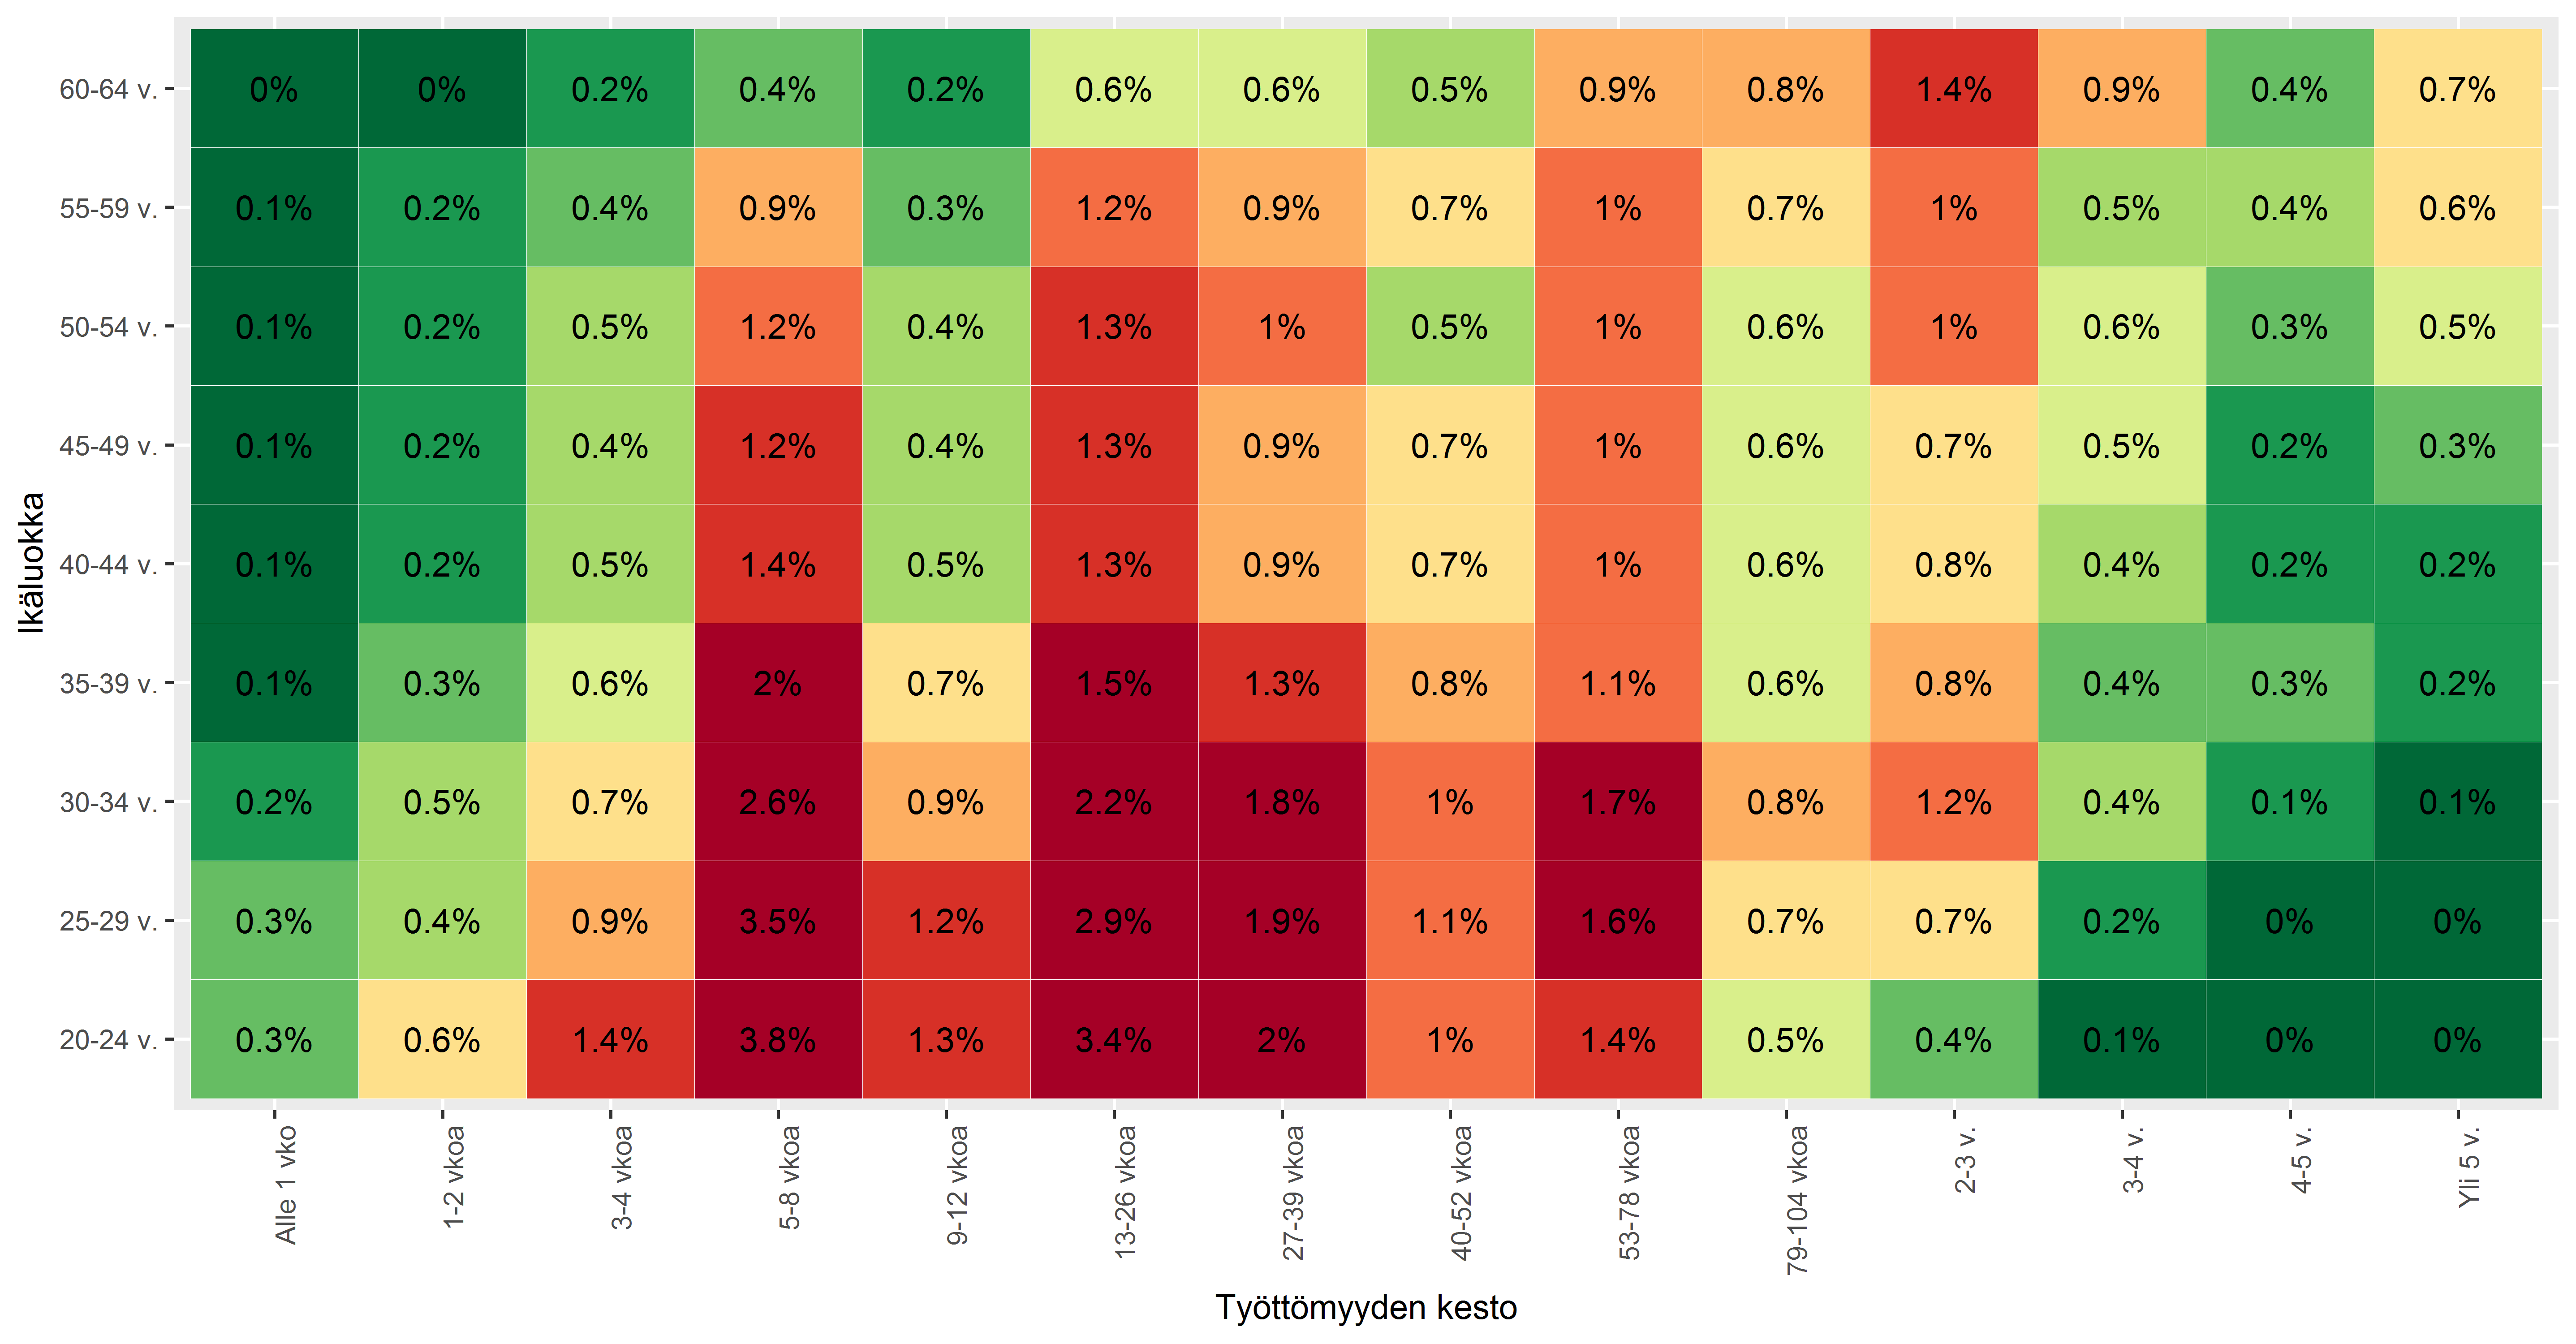 Ikäluokka
60-64 v. 0% 0% 0.2% 0.4% 0.2% 0.6% 0.6% 0.5% 0.9% 0.8% 1.4% 0.9% 0.4% 0.7%
55-59 v. 0.1% 0.2% 0.4% 0.9% 0.3% 1.2% 0.9% 0.7% 1% 0.7% 1% 0.5% 0.4% 0.6%
50-54 v. 0.1% 0.2% 0.5% 1.2% 0.4% 1.3% 1% 0.5% 1% 0.6% 1% 0.6% 0.3% 0.5%
45-49 v. 0.1% 0.2% 0.4% 1.2% 0.4% 1.3% 0.9% 0.7% 1% 0.6% 0.7% 0.5% 0.2% 0.3%
40-44 v. 0.1% 0.2% 0.5% 1.4% 0.5% 1.3% 0.9% 0.7% 1% 0.6% 0.8% 0.4% 0.2% 0.2%
35-39 v. 0.1% 0.3% 0.6% 2% 0.7% 1.5% 1.3% 0.8% 1.1% 0.6% 0.8% 0.4% 0.3% 0.2%
30-34 v. 0.2% 0.5% 0.7% 2.6% 0.9% 2.2% 1.8% 1% 1.7% 0.8% 1.2% 0.4% 0.1% 0.1%
25-29 v. 0.3% 0.4% 0.9% 3.5% 1.2% 2.9% 1.9% 1.1% 1.6% 0.7% 0.7% 0.2% 0% 0%
20-24 v. 0.3% 0.6% 1.4% 3.8% 1.3% 3.4% 2% 1% 1.4% 0.5% 0.4% 0.1% 0% 0%
Alle 1 vko
1-2 vkoa
3-4 vkoa
5-8 vkoa
9-12 vkoa
13-26 vkoa
27-39 vkoa
40-52 vkoa
53-78 vkoa
79-104 vkoa
2-3 v.
3-4 v.
4-5 v.
Yli 5 v.
Työttömyyden kesto